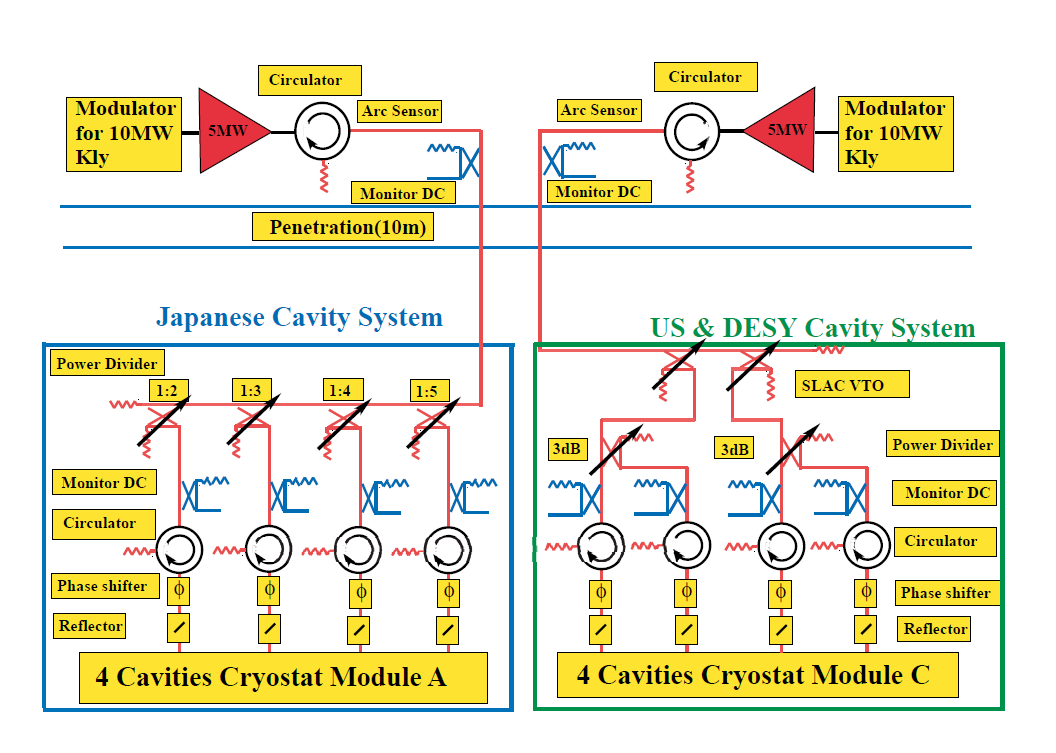 Circulator
Circulator
Modulator
for 10MW
Kly
5MW
Arc Sensor
Arc Sensor
5MW
Modulator
for 10MW
Kly
Monitor DC
Monitor DC
Penetration(10m)
Japanese Cavity System
US & DESY Cavity System
Power Divider
1:2
1:3
1:4
1:5
SLAC VTO
3dB
3dB
Power Divider
Monitor DC
Monitor DC
Circulator
Circulator
Phase shifter
ϕ
ϕ
ϕ
ϕ
ϕ
ϕ
ϕ
ϕ
Phase shifter
Reflector
Reflector
4 Cavities Cryostat Module A
4 Cavities Cryostat Module C